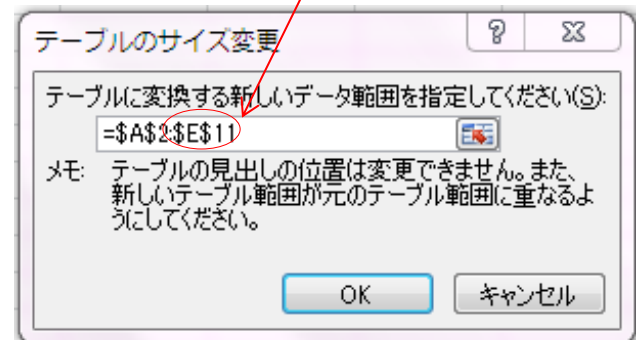 テーブルのサイズ変更
テーブルに変換する新しいデータ範囲を指定してください(S):
=$A$2:$E$11
メモ: テーブルの見出しの位置は変更できません。また、
新しいテーブル範囲が元のテーブル範囲に重なるよ
うにしてください。
OK キャンセル